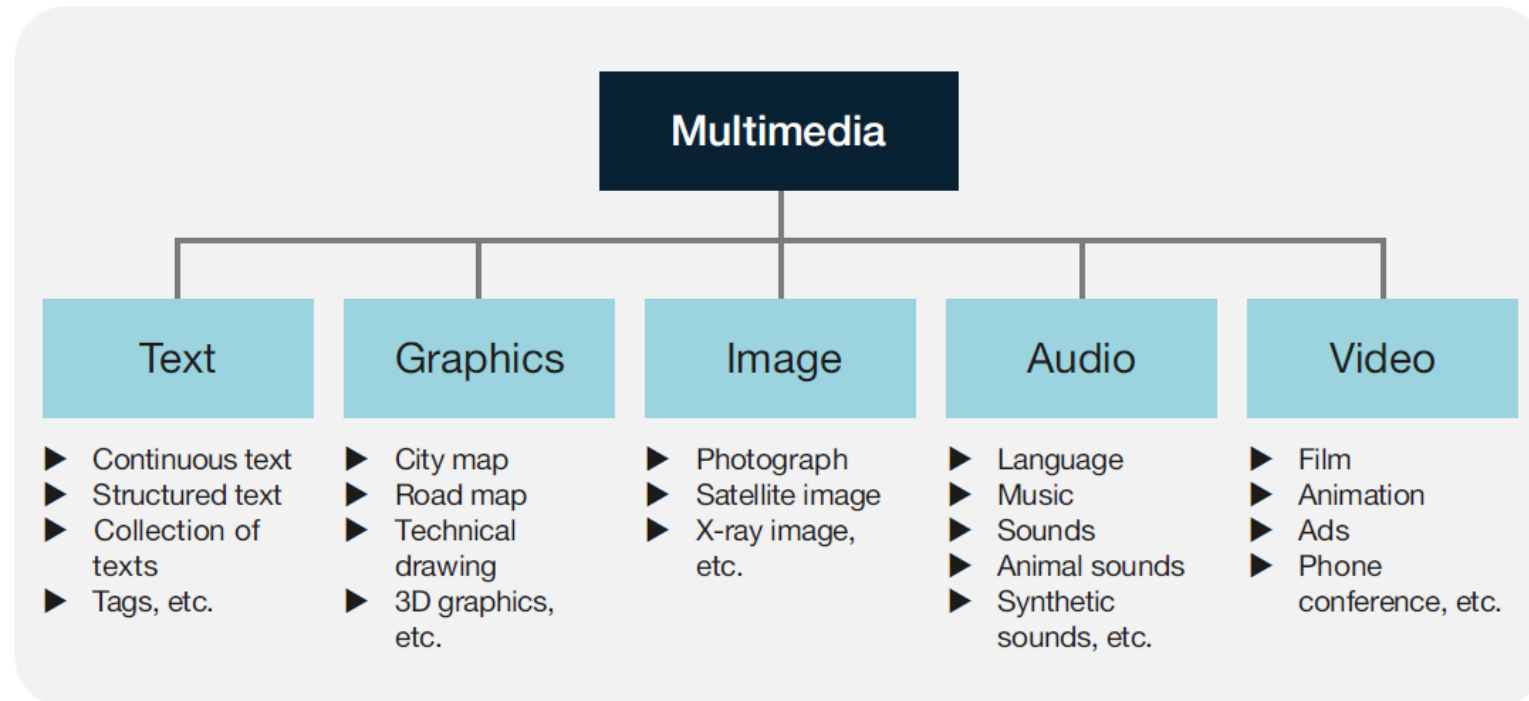 Multimedia
Text
Graphics
Image
Audio
Video
▶ Continuous text
▶ Structured text
▶ Collection of
texts
▶ Tags, etc.
▶ City map
▶ Road map
▶ Technical
drawing
▶ 3D graphics,
etc.
▶ Photograph
▶ Satellite image
▶ X-ray image,
etc.
▶ Language
▶ Music
▶ Sounds
▶ Animal sounds
▶ Synthetic
sounds, etc.
▶ Film
▶ Animation
▶ Ads
▶ Phone
conference, etc.